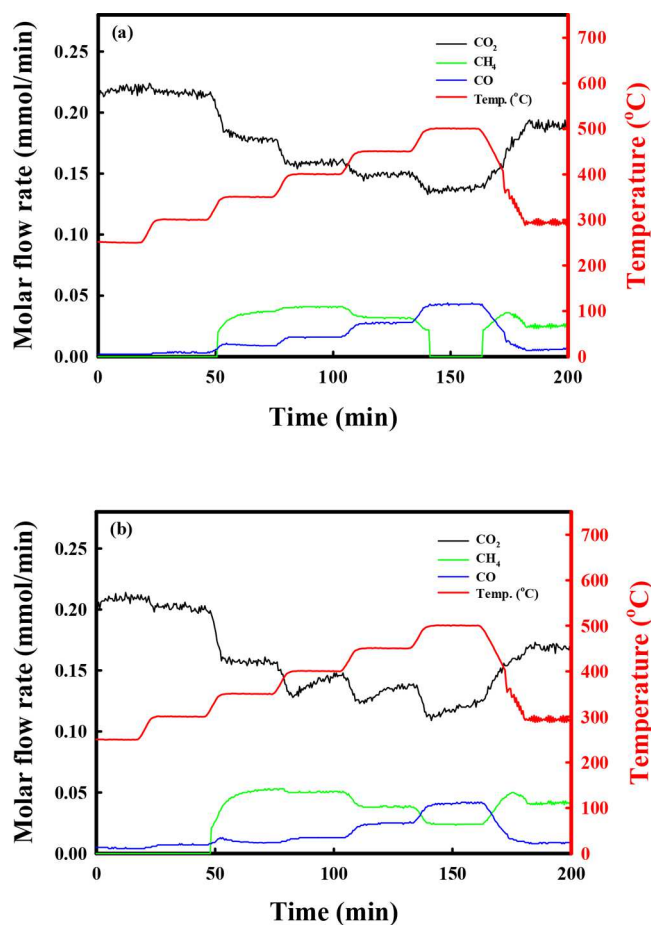 (a)
CO2
CH4
CO
Temp. (°C)
0.25
0.20
0.15
0.10
0.05
0.00
Molar flow rate (mmol/min)
700
600
500
400
300
200
100
0
Temperature (°C)
0 50 100 150 200
Time (min)
(b)
CO2
CH4
CO
Temp. (°C)
0.25
0.20
0.15
0.10
0.05
0.00
Molar flow rate (mmol/min)
700
600
500
400
300
200
100
0
Temperature (°C)
0 50 100 150 200
Time (min)